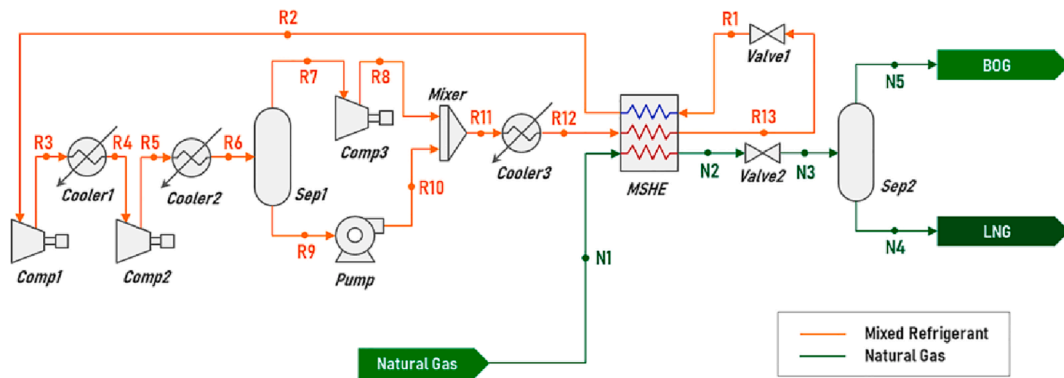 R2
R1
Valve1
R7
R8
Mixer
R3
R4
R5
R6
R11
R12
R13
N5
BOG
Cooler1
Cooler2
Comp3
Cooler3
R10
MSHE
N2
Valve2
N3
Sep1
Sep2
R9
N4
LNG
Comp1
Comp2
Pump
N1
Natural Gas
Mixed Refrigerant
Natural Gas